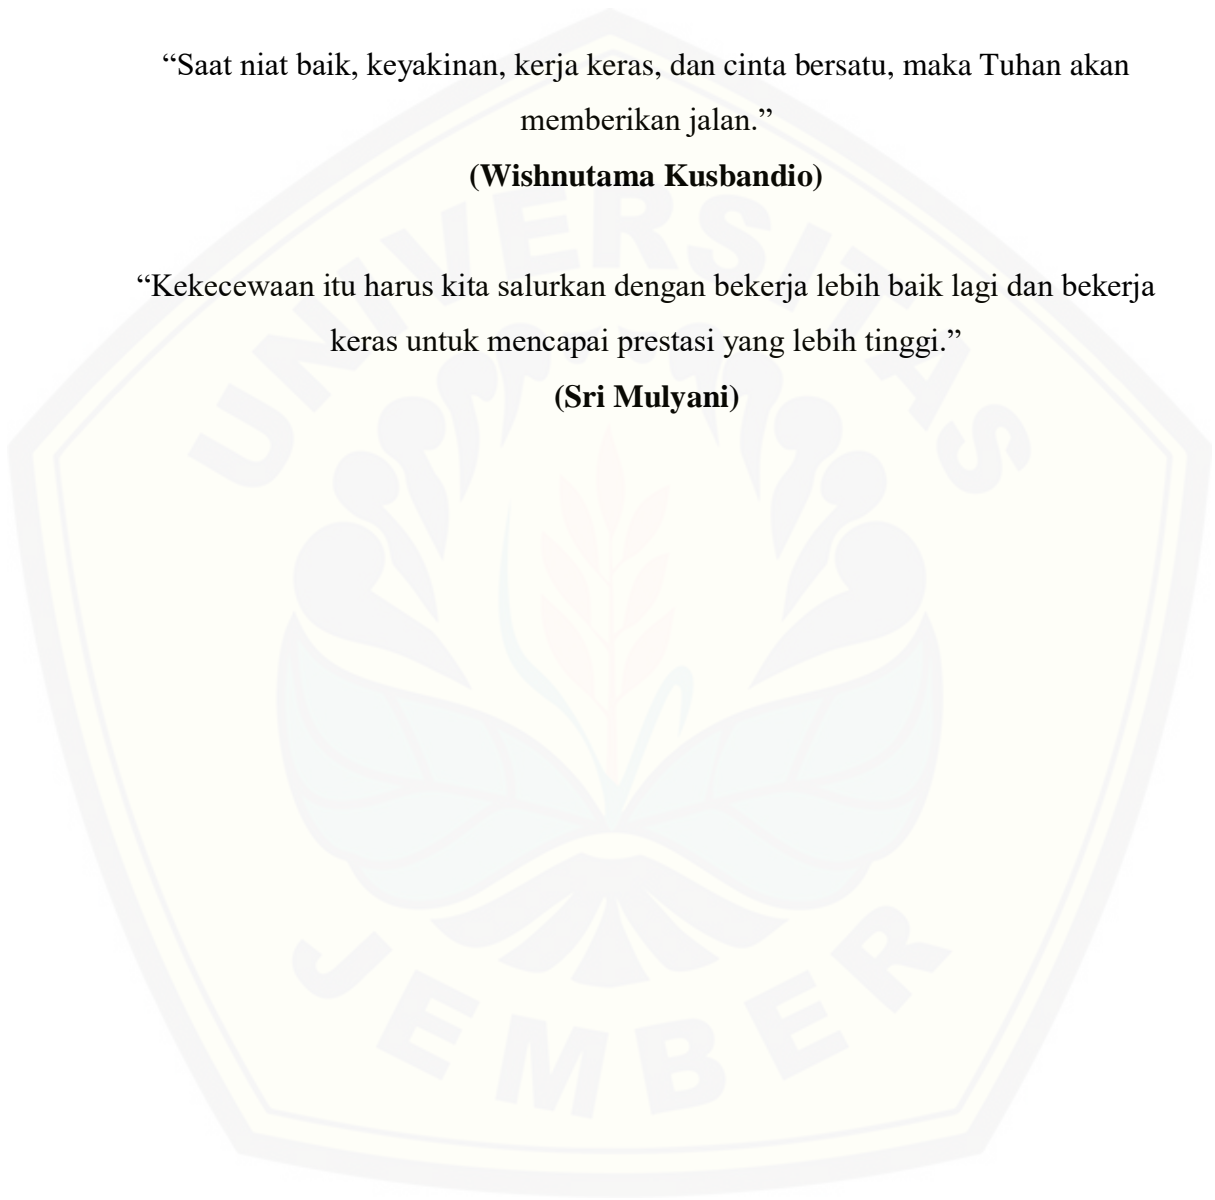 “Saat niat baik, keyakinan, kerja keras, dan cinta bersatu, maka Tuhan akan
memberikan jalan.”
(Wishnutama Kusbandio)
“Kekecewaan itu harus kita salurkan dengan bekerja lebih baik lagi dan bekerja
keras untuk mencapai prestasi yang lebih tinggi.”
(Sri Mulyani)
UNIVERSITAS
JEMBER